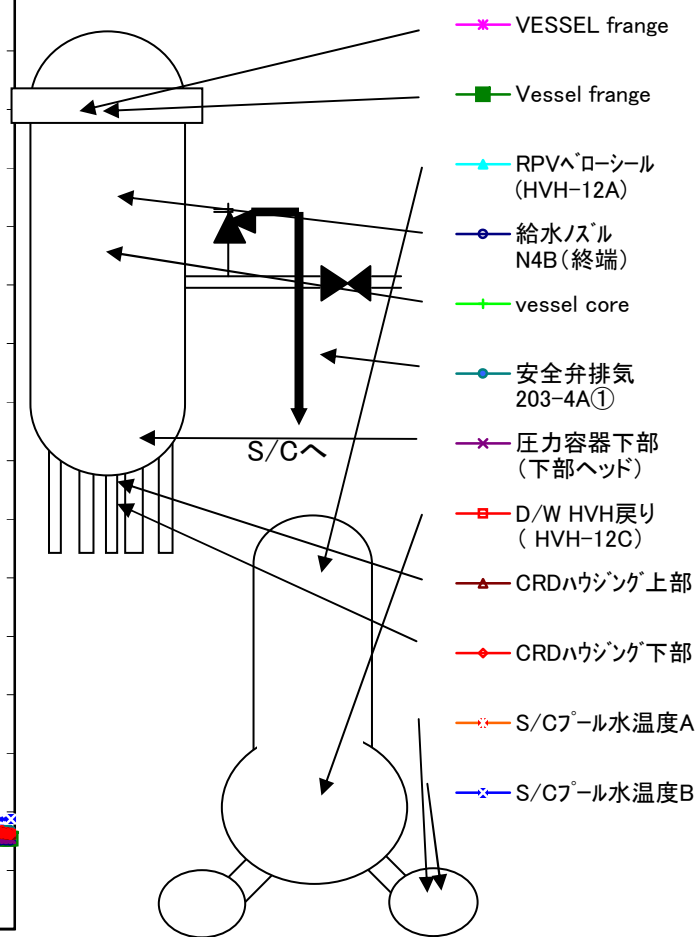 VESSEL frange
Vessel frange
RPVﾍﾞﾛｰｼｰﾙ
(HVH-12A)
給水ﾉｽﾞﾙ
N4B(終端)
vessel core
安全弁排気
203-4A①
S/Cへ
圧力容器下部
(下部ヘッド)
D/W HVH戻り
( HVH-12C)
CRDﾊｳｼﾞﾝｸﾞ上部
CRDﾊｳｼﾞﾝｸﾞ下部
S/Cﾌﾟｰﾙ水温度A
S/Cﾌﾟｰﾙ水温度B